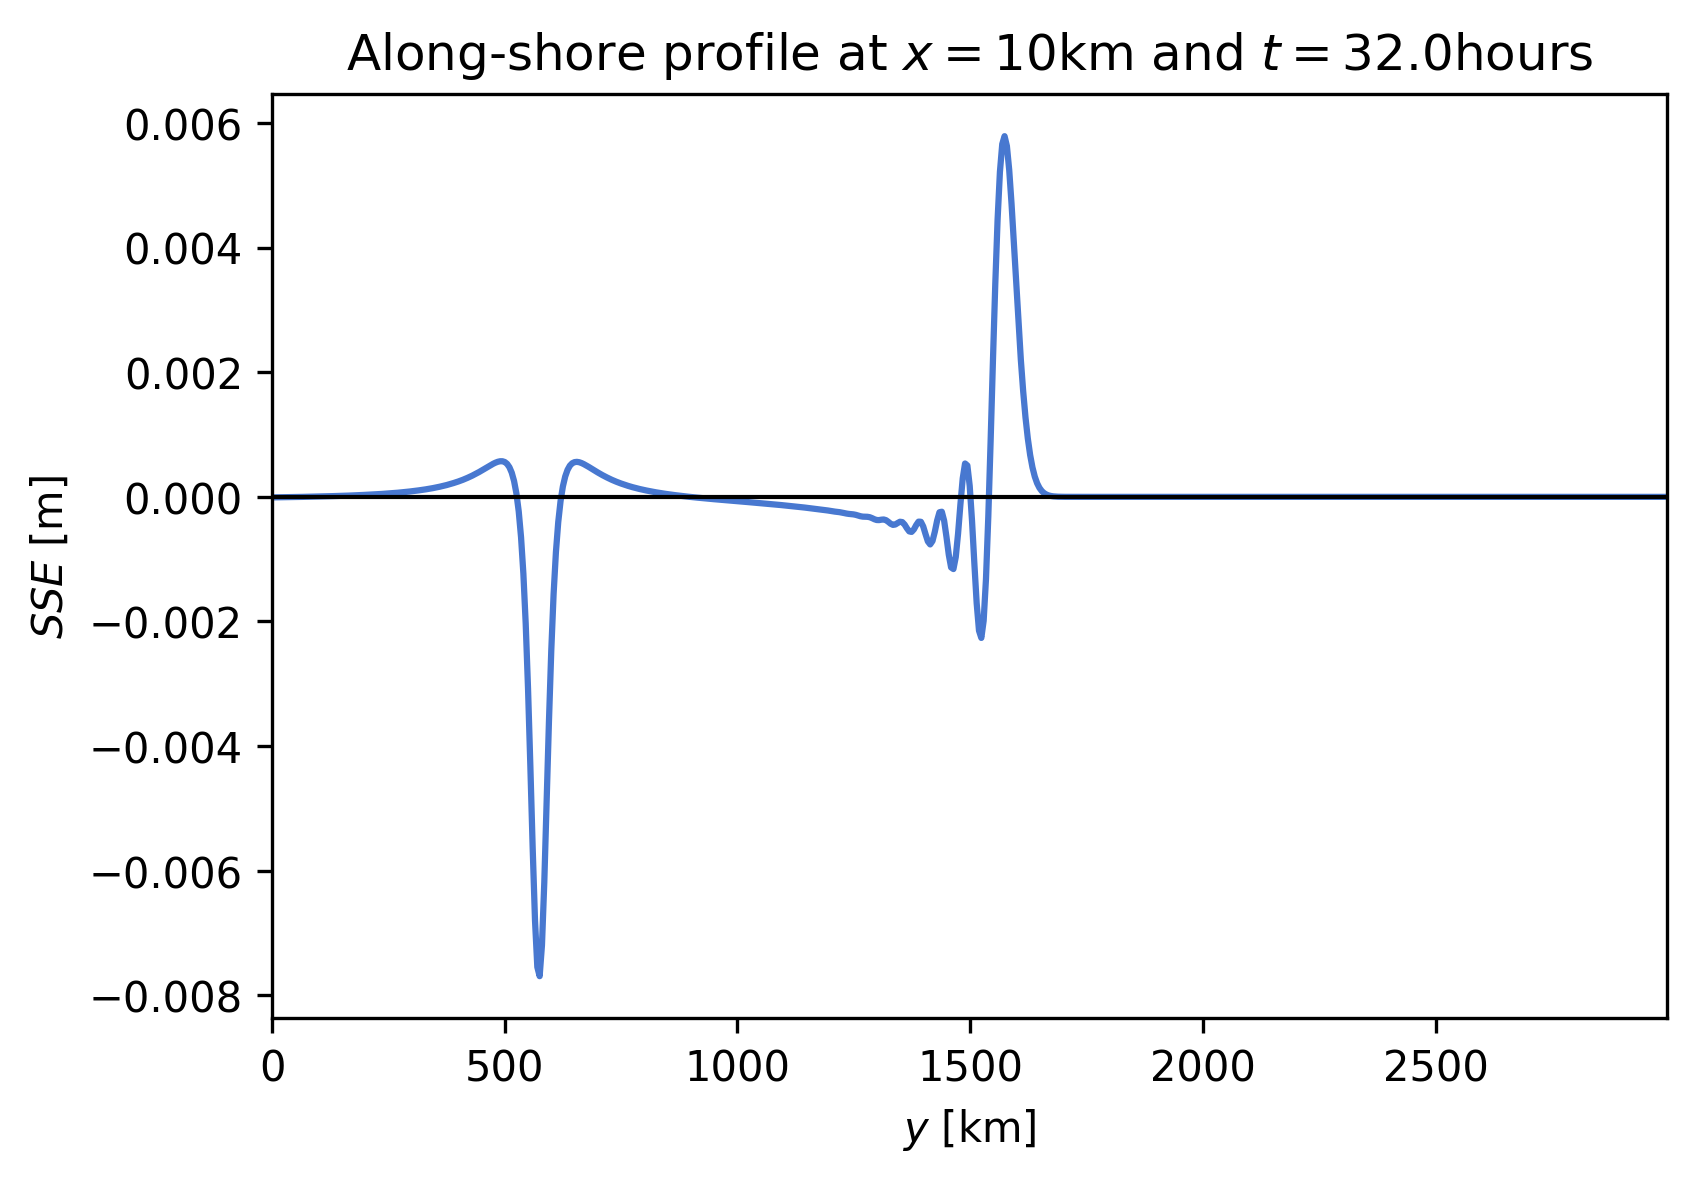 Along-shore profile at x = 10km and t = 32.0hours
0.006
0.004
0.002
0.000
−0.002
−0.004
−0.006
−0.008
SSE [m]
0 500 1000 1500 2000 2500
y [km]